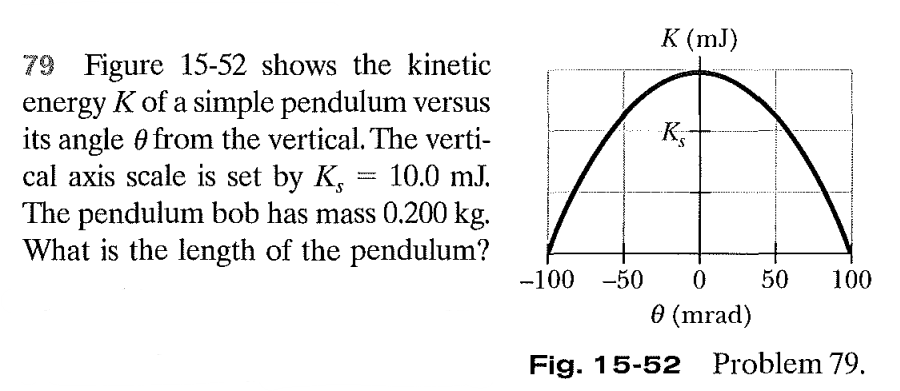 79 Figure 15-52 shows the kinetic
energy K of a simple pendulum versus
its angle θ from the vertical. The verti-
cal axis scale is set by Kₛ = 10.0 mJ.
The pendulum bob has mass 0.200 kg.
What is the length of the pendulum?
K (mJ)
Kₛ
–100 –50 0 50 100
θ (mrad)
Fig. 15-52 Problem 79.